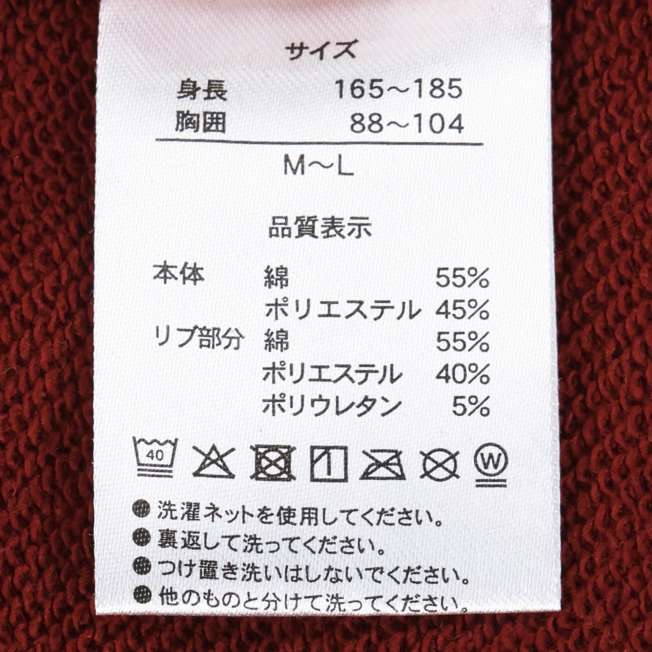 サイズ
身長 165～185
胸囲 88～104
M～L
品質表示
本体 綿 55%
ポリエステル 45%
リブ部分 綿 55%
ポリエステル 40%
ポリウレタン 5%
40 W
●洗濯ネットを使用してください。
●裏返して洗ってください。
●つけ置き洗いはしないでください。
●他のものと分けて洗ってください。